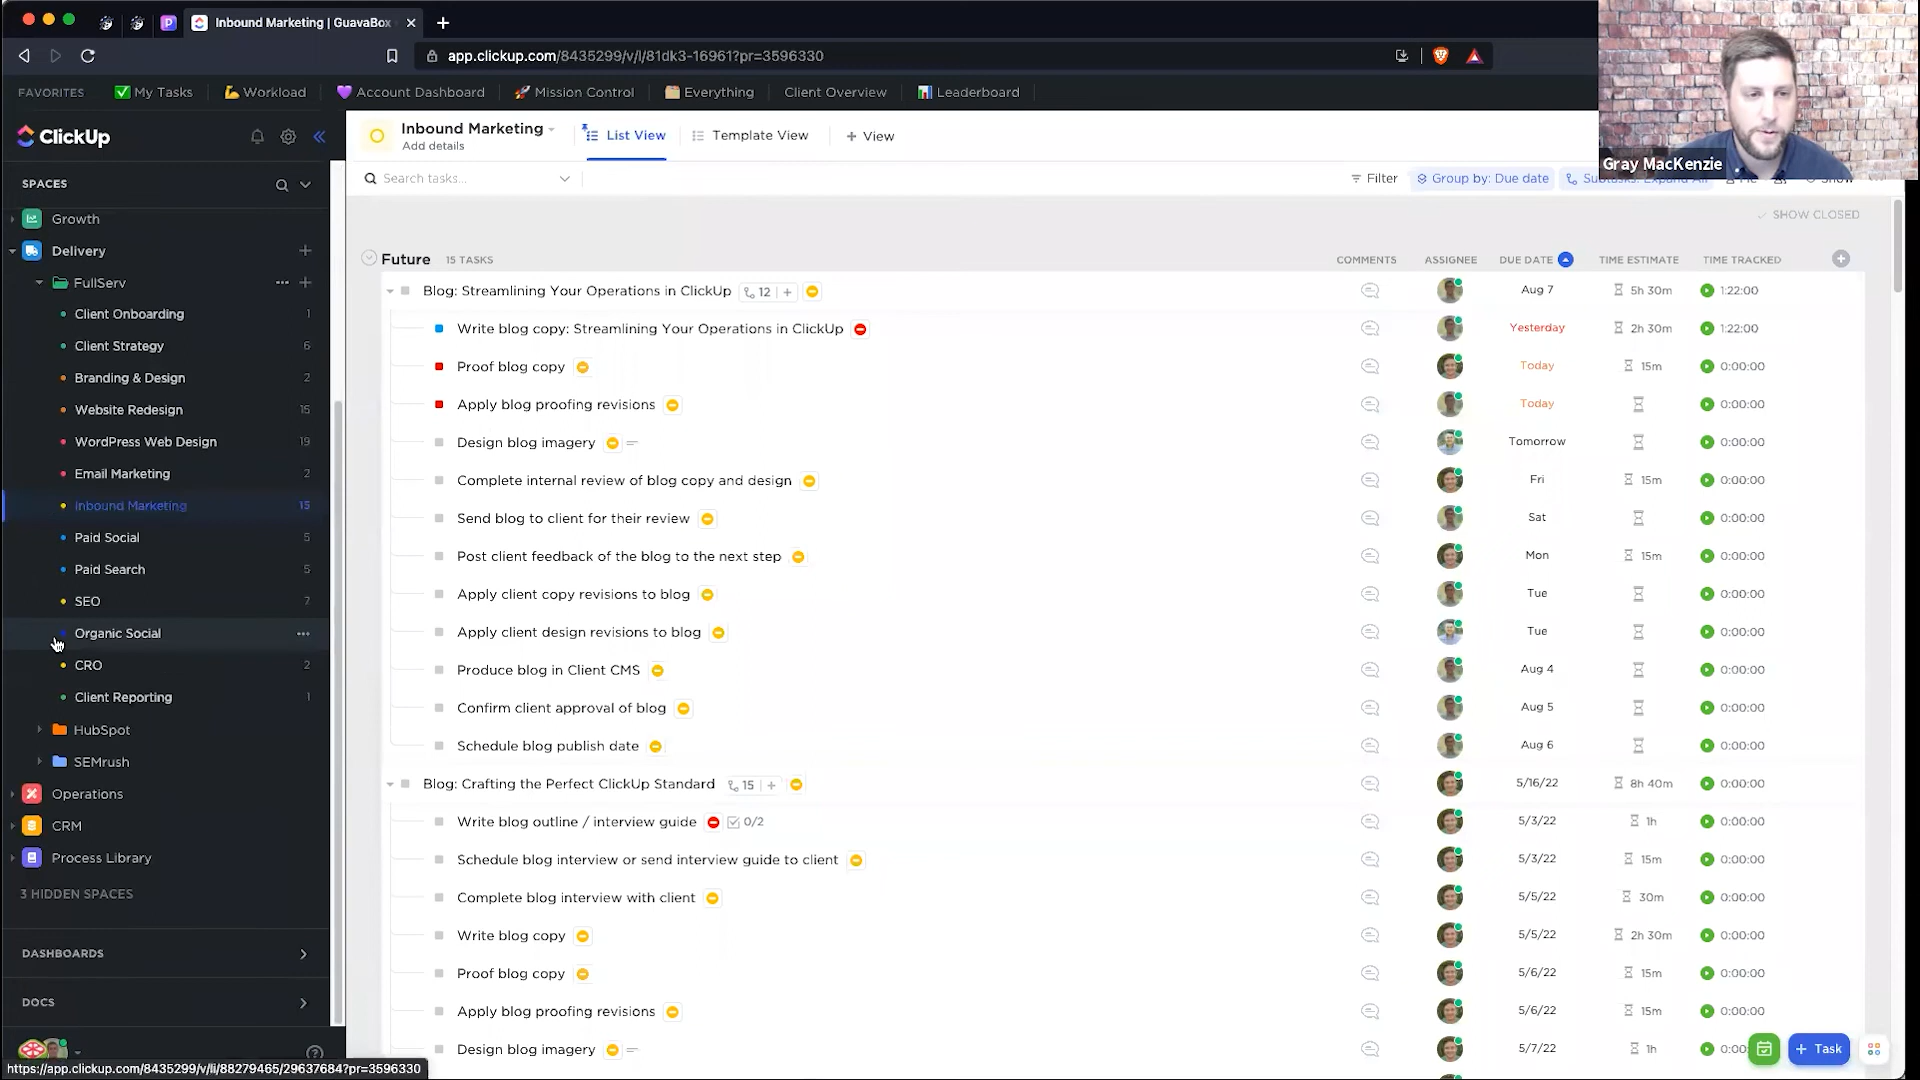 Inbound Marketing | GuavaBox
app.clickup.com/8435299/v/l/81dk3-16961?pr=3596330
FAVORITES ✅ My Tasks 💪 Workload 💜 Account Dashboard 🚀 Mission Control 🗂️ Everything Client Overview 📊 Leaderboard
Gray MacKenzie
ClickUp
SPACES
Growth
Delivery
FullServ
Client Onboarding 1
Client Strategy 6
Branding & Design 2
Website Redesign 15
WordPress Web Design 19
Email Marketing 2
Inbound Marketing 15
Paid Social 5
Paid Search 5
SEO 7
Organic Social
CRO 2
Client Reporting 1
HubSpot
SEMrush
Operations
CRM
Process Library
3 HIDDEN SPACES
DASHBOARDS
DOCS
https://app.clickup.com/8435299/v/li/88279465/29637684?pr=3596330
Inbound Marketing
Add details
List View Template View + View
Search tasks... Filter Group by: Due date Subtasks: Expand All Me Show
SHOW CLOSED
Future 15 TASKS COMMENTS ASSIGNEE DUE DATE TIME ESTIMATE TIME TRACKED
Blog: Streamlining Your Operations in ClickUp 12 + Aug 7 5h 30m 1:22:00
Write blog copy: Streamlining Your Operations in ClickUp Yesterday 2h 30m 1:22:00
Proof blog copy Today 15m 0:00:00
Apply blog proofing revisions Today 0:00:00
Design blog imagery Tomorrow 0:00:00
Complete internal review of blog copy and design Fri 15m 0:00:00
Send blog to client for their review Sat 0:00:00
Post client feedback of the blog to the next step Mon 15m 0:00:00
Apply client copy revisions to blog Tue 0:00:00
Apply client design revisions to blog Tue 0:00:00
Produce blog in Client CMS Aug 4 0:00:00
Confirm client approval of blog Aug 5 0:00:00
Schedule blog publish date Aug 6 0:00:00
Blog: Crafting the Perfect ClickUp Standard 15 + 5/16/22 8h 40m 0:00:00
Write blog outline / interview guide 0/2 5/3/22 1h 0:00:00
Schedule blog interview or send interview guide to client 5/3/22 15m 0:00:00
Complete blog interview with client 5/5/22 30m 0:00:00
Write blog copy 5/5/22 2h 30m 0:00:00
Proof blog copy 5/6/22 15m 0:00:00
Apply blog proofing revisions 5/6/22 15m 0:00:00
Design blog imagery 5/7/22 1h 0:00
+ Task